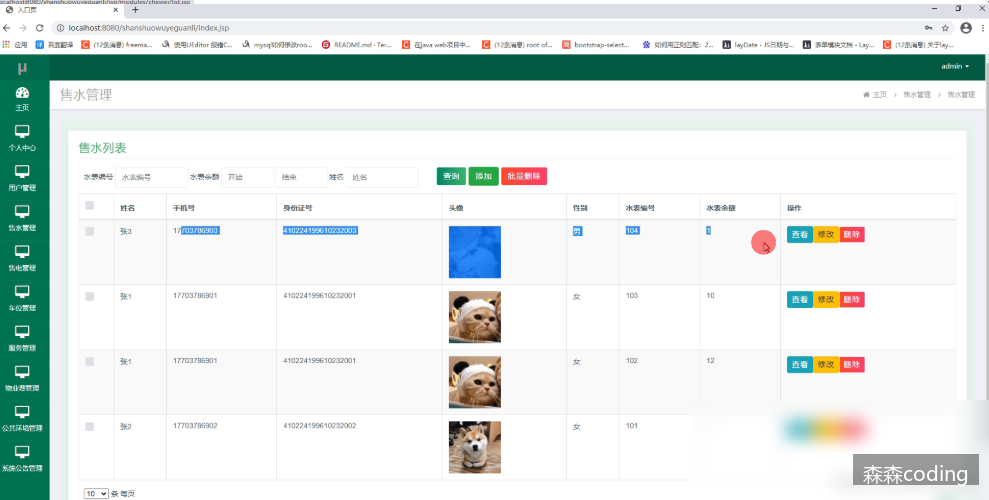 localhost:8080/shanshuowuyeguanli/jsp/modules/chewei/list.jsp
入口页
localhost:8080/shanshuowuyeguanli/index.jsp
应用 百度翻译 (12条消息) freema... 使用UEditor 报错C... mysql如何修改roo... README.md · Ter... 在java web项目中... (12条消息) root of... bootstrap-select... 如何用正则匹配：2... layDate - JS日期与... 表单模块文档 - Lay... (12条消息) 关于lay...
μ
admin
主页
个人中心
用户管理
售水管理
售电管理
车位管理
服务管理
公共环境管理
系统公告管理
售水管理
主页 > 售水管理 > 售水管理
售水列表
水表编号 水表编号 水表余额 开始 结束 姓名 姓名 查询 添加 批量删除
姓名 手机号 身份证号 头像 性别 水表编号 水表余额 操作
张3 17703786903 410224199610232003 男 104 1 查看 修改 删除
张1 17703786901 410224199610232001 女 103 10 查看 修改 删除
张1 17703786901 410224199610232001 女 102 12 查看 修改 删除
张2 17703786902 410224199610232002 女 101
10 条 每页
森森coding